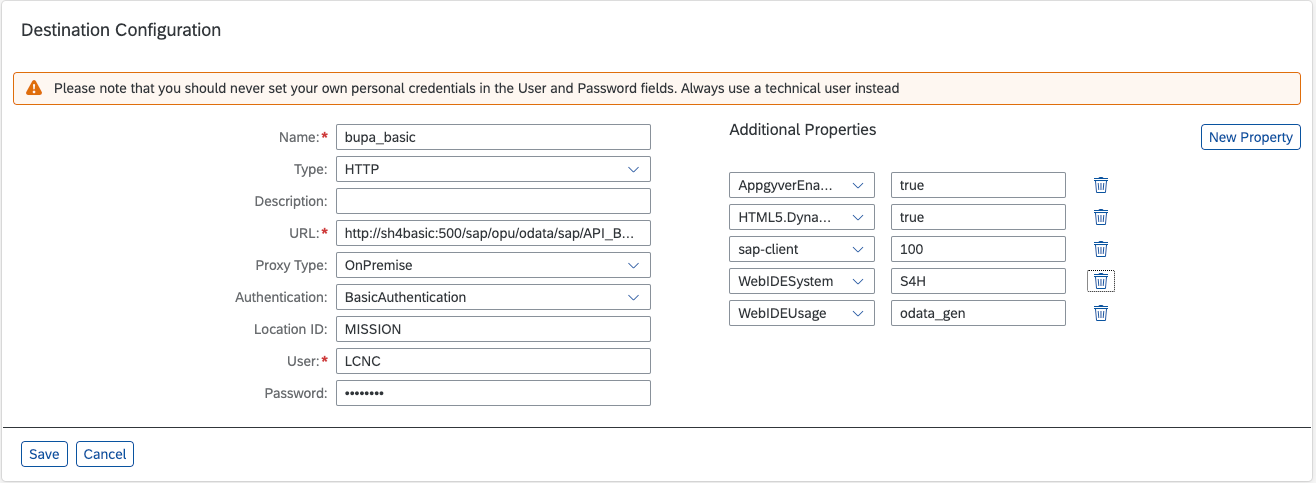 Destination Configuration
Please note that you should never set your own personal credentials in the User and Password fields. Always use a technical user instead
Name:* bupa_basic
Type: HTTP
Description:
URL:* http://sh4basic:500/sap/opu/odata/sap/API_B...
Proxy Type: OnPremise
Authentication: BasicAuthentication
Location ID: MISSION
User:* LCNC
Password: ••••••••
Additional Properties
New Property
AppgyverEna... true
HTML5.Dyna... true
sap-client 100
WebIDESystem S4H
WebIDEUsage odata_gen
Save Cancel